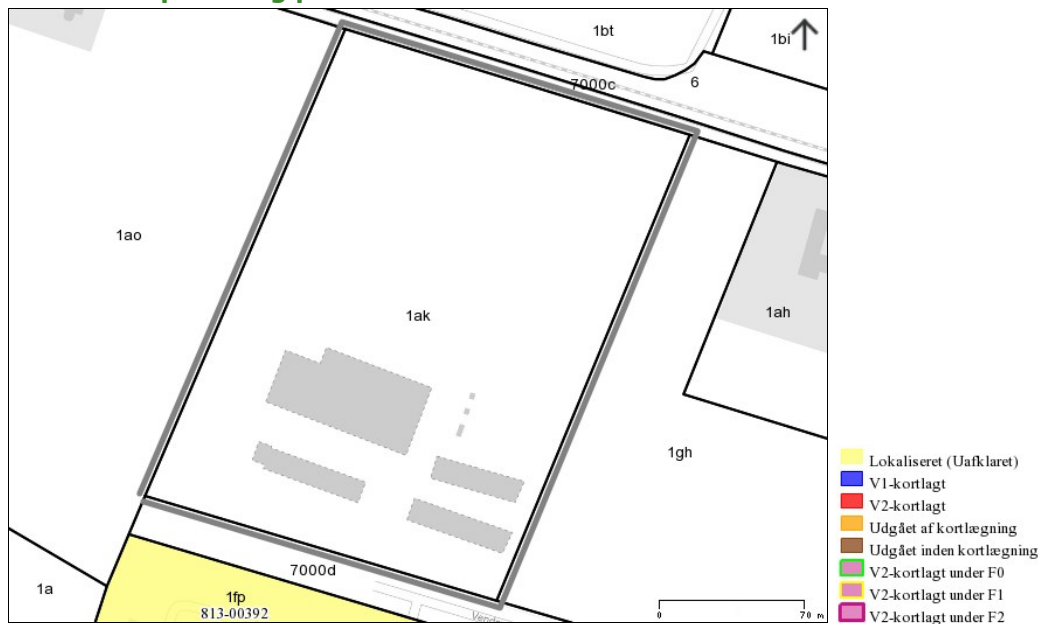 1bt
1bi
7000c
6
1ao
1ak
1ah
1gh
7000d
1a
1fp
813-00392
0
70 m
Lokaliseret (Uafklaret)
V1-kortlagt
V2-kortlagt
Udgået af kortlægning
Udgået inden kortlægning
V2-kortlagt under F0
V2-kortlagt under F1
V2-kortlagt under F2